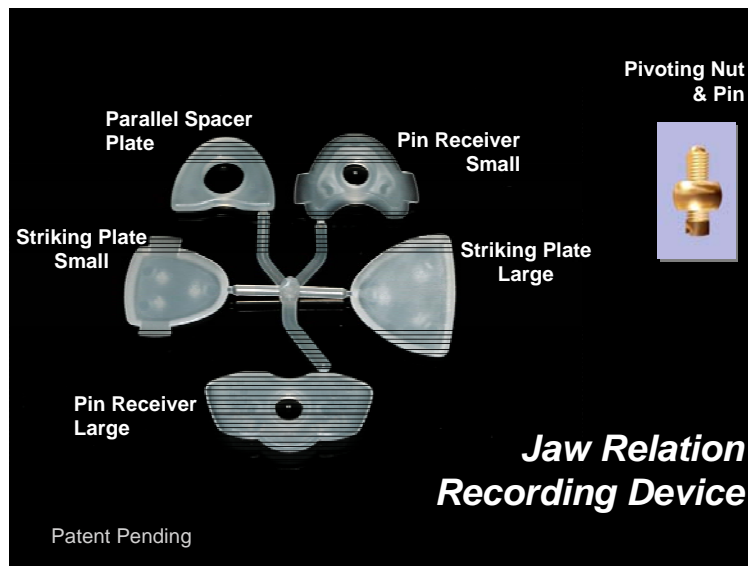 Pivoting Nut
& Pin
Parallel Spacer
Plate
Pin Receiver
Small
Striking Plate
Small
Striking Plate
Large
Pin Receiver
Large
Jaw Relation
Recording Device
Patent Pending